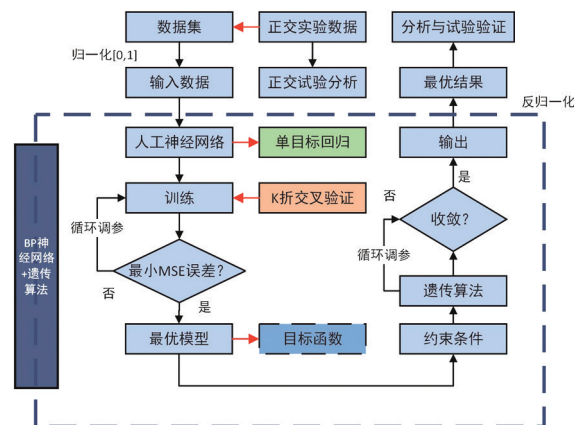 数据集
正交实验数据
分析与试验验证
归一化[0,1]
输入数据
正交试验分析
最优结果
反归一化
人工神经网络
单目标回归
输出
是
训练
K折交叉验证
否
收敛?
循环调参
循环调参
BP神
经网络
+遗传
算法
最小MSE误差?
否
是
遗传算法
最优模型
目标函数
约束条件